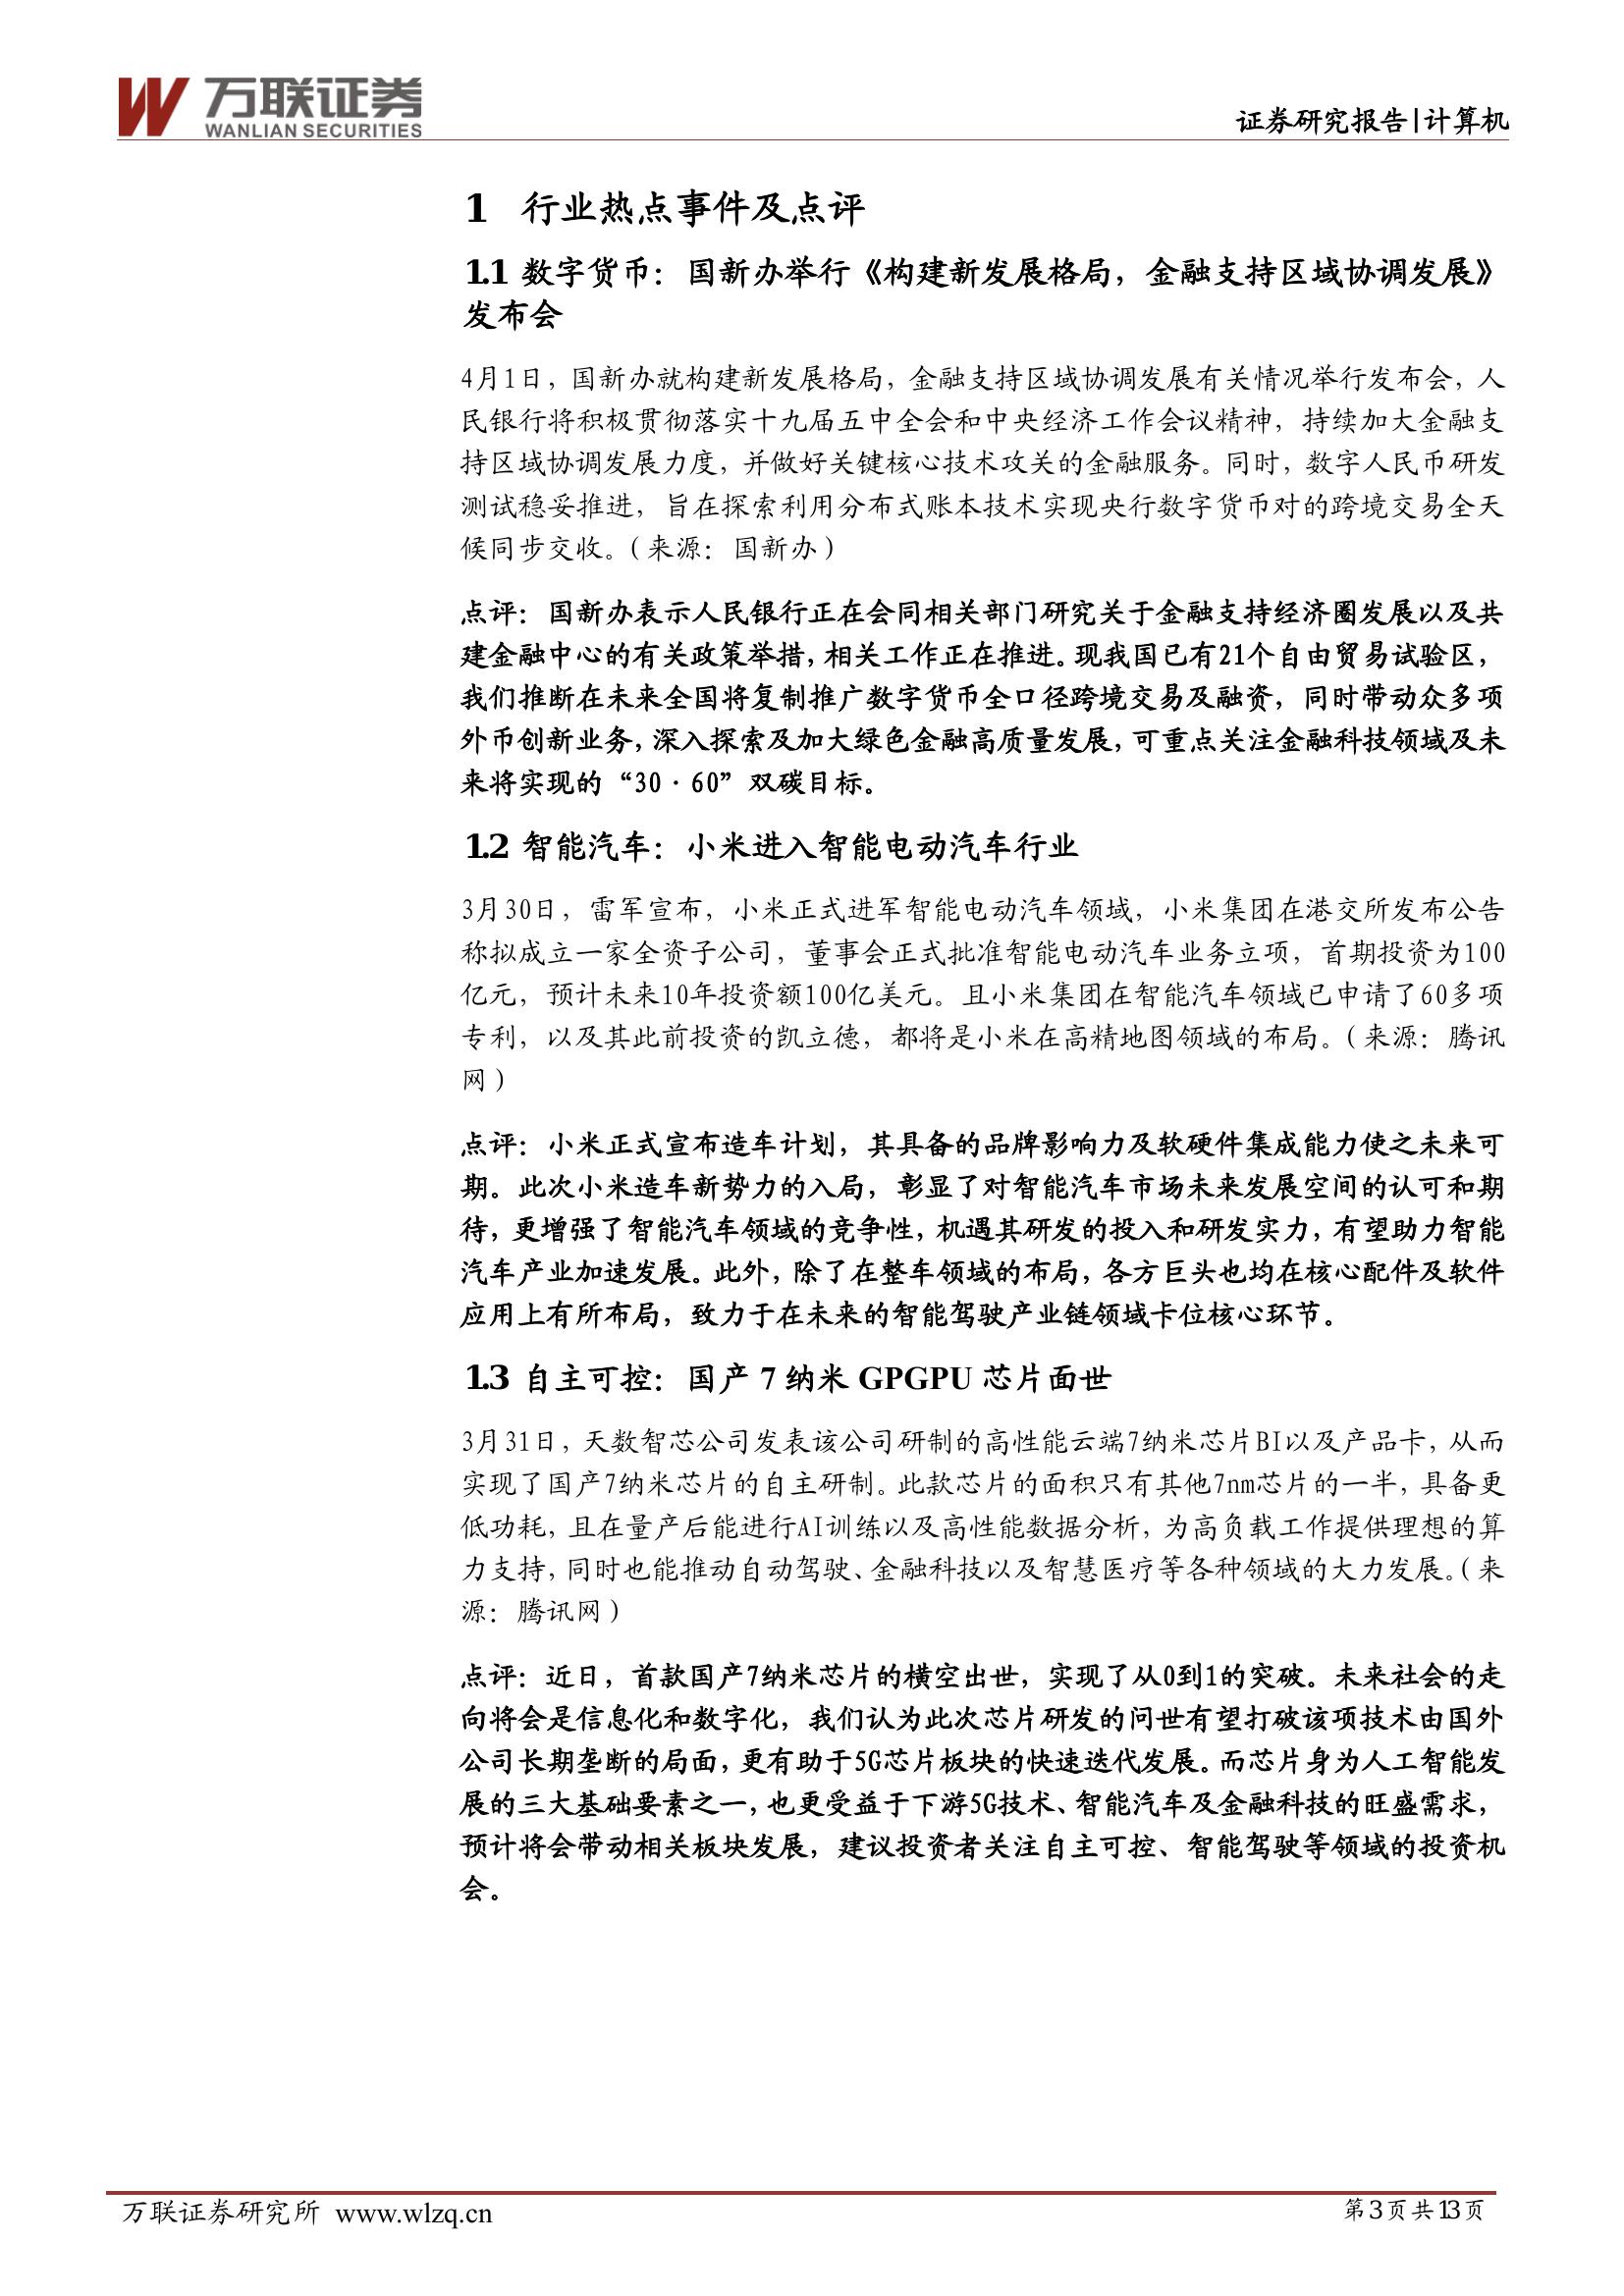 万联证券
WANLIAN SECURITIES
证券研究报告|计算机
1 行业热点事件及点评
1.1 数字货币：国新办举行《构建新发展格局，金融支持区域协调发展》
发布会
4月1日，国新办就构建新发展格局，金融支持区域协调发展有关情况举行发布会，人
民银行将积极贯彻落实十九届五中全会和中央经济工作会议精神，持续加大金融支
持区域协调发展力度，并做好关键核心技术攻关的金融服务。同时，数字人民币研发
测试稳妥推进，旨在探索利用分布式账本技术实现央行数字货币对的跨境交易全天
候同步交收。（来源：国新办）
点评：国新办表示人民银行正在会同相关部门研究关于金融支持经济圈发展以及共
建金融中心的有关政策举措，相关工作正在推进。现我国已有21个自由贸易试验区，
我们推断在未来全国将复制推广数字货币全口径跨境交易及融资，同时带动众多项
外币创新业务，深入探索及加大绿色金融高质量发展，可重点关注金融科技领域及未
来将实现的“30·60”双碳目标。
1.2 智能汽车：小米进入智能电动汽车行业
3月30日，雷军宣布，小米正式进军智能电动汽车领域，小米集团在港交所发布公告
称拟成立一家全资子公司，董事会正式批准智能电动汽车业务立项，首期投资为100
亿元，预计未来10年投资额100亿美元。且小米集团在智能汽车领域已申请了60多项
专利，以及其此前投资的凯立德，都将是小米在高精地图领域的布局。（来源：腾讯
网）
点评：小米正式宣布造车计划，其具备的品牌影响力及软硬件集成能力使之未来可
期。此次小米造车新势力的入局，彰显了对智能汽车市场未来发展空间的认可和期
待，更增强了智能汽车领域的竞争性，机遇其研发的投入和研发实力，有望助力智能
汽车产业加速发展。此外，除了在整车领域的布局，各方巨头也均在核心配件及软件
应用上有所布局，致力于在未来的智能驾驶产业链领域卡位核心环节。
1.3 自主可控：国产 7 纳米 GPGPU 芯片面世
3月31日，天数智芯公司发表该公司研制的高性能云端7纳米芯片BI以及产品卡，从而
实现了国产7纳米芯片的自主研制。此款芯片的面积只有其他7nm芯片的一半，具备更
低功耗，且在量产后能进行AI训练以及高性能数据分析，为高负载工作提供理想的算
力支持，同时也能推动自动驾驶、金融科技以及智慧医疗等各种领域的大力发展。（来
源：腾讯网）
点评：近日，首款国产7纳米芯片的横空出世，实现了从0到1的突破。未来社会的走
向将会是信息化和数字化，我们认为此次芯片研发的问世有望打破该项技术由国外
公司长期垄断的局面，更有助于5G芯片板块的快速迭代发展。而芯片身为人工智能发
展的三大基础要素之一，也更受益于下游5G技术、智能汽车及金融科技的旺盛需求，
预计将会带动相关板块发展，建议投资者关注自主可控、智能驾驶等领域的投资机
会。
万联证券研究所 www.wlzq.cn
第 3 页 共 13 页